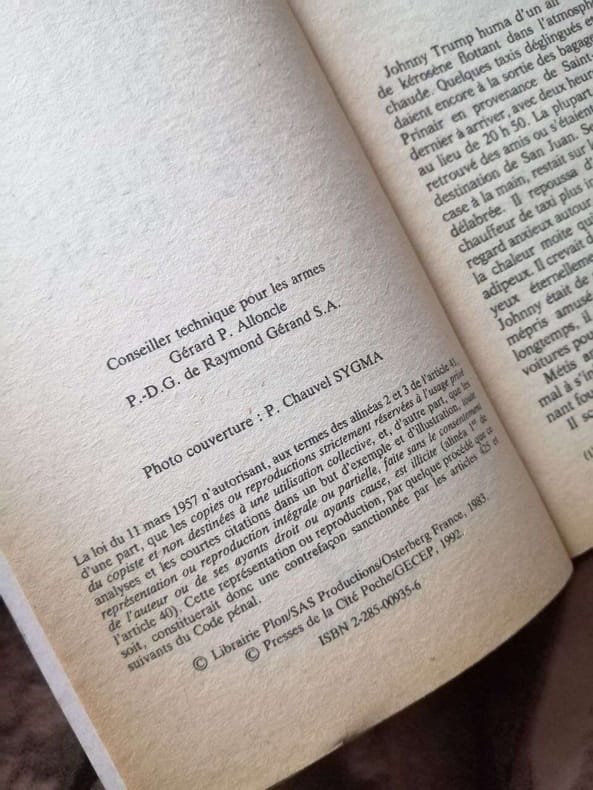 Conseiller technique pour les armes
Gérard P. Alloncle
P.-D.G. de Raymond Gérand S.A.
Photo couverture : P. Chauvel SYGMA
La loi du 11 mars 1957 n'autorisant, aux termes des alinéas 2 et 3 de l'article 41,
d'une part, que les copies ou reproductions strictement réservées à l'usage privé
du copiste et non destinées à une utilisation collective, et, d'autre part, que les
analyses et les courtes citations dans un but d'exemple et d'illustration, toute
représentation ou reproduction intégrale ou partielle, faite sans le consentement
de l'auteur ou de ses ayants droit ou ayants cause, est illicite (alinéa 1er de
l'article 40). Cette représentation ou reproduction, par quelque procédé que ce
soit, constituerait donc une contrefaçon sanctionnée par les articles 425 et
suivants du Code pénal.
© Librairie Plon/SAS Productions/Osterberg France, 1983.
© Presses de la Cité Poche/GECEP, 1992.
ISBN 2-285-00935-6
Johnny Trump huma d'un air
de kérosène flottant dans l'atmosph
chaude. Quelques taxis déglingués et
daient encore à la sortie des bagag
Prinair en provenance de Saint
dernier à arriver, avec deux heur
au lieu de 20 h 50. La plupart
retrouvé des amis ou s'étaient
destination de San Juan. Se
case à la main, restait sur le
délabrée. Il repoussa d'
chauffeur de taxi plus in
regard anxieux autour
la chaleur moite qui
adipeux. Il crevait d
yeux éternelleme
Johnny était de
mépris amusé
longtemps, il
voitures pou
Métis a
mal à s'in
nant fou
Il so
(1